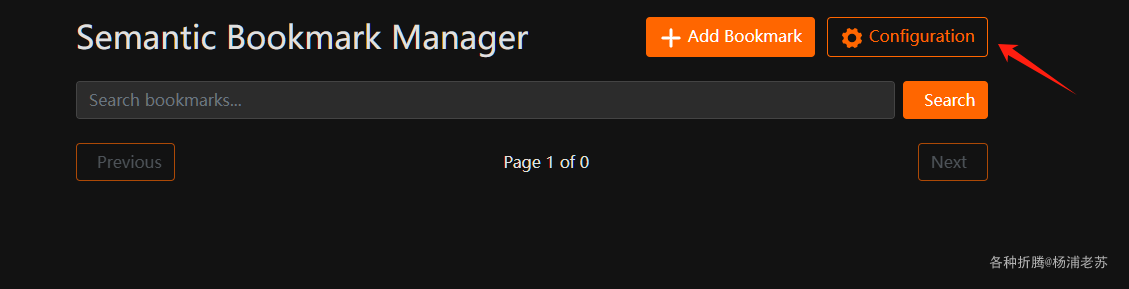 Semantic Bookmark Manager
Add Bookmark
Configuration
Search bookmarks...
Search
Previous
Page 1 of 0
Next
各种折腾@杨浦老苏